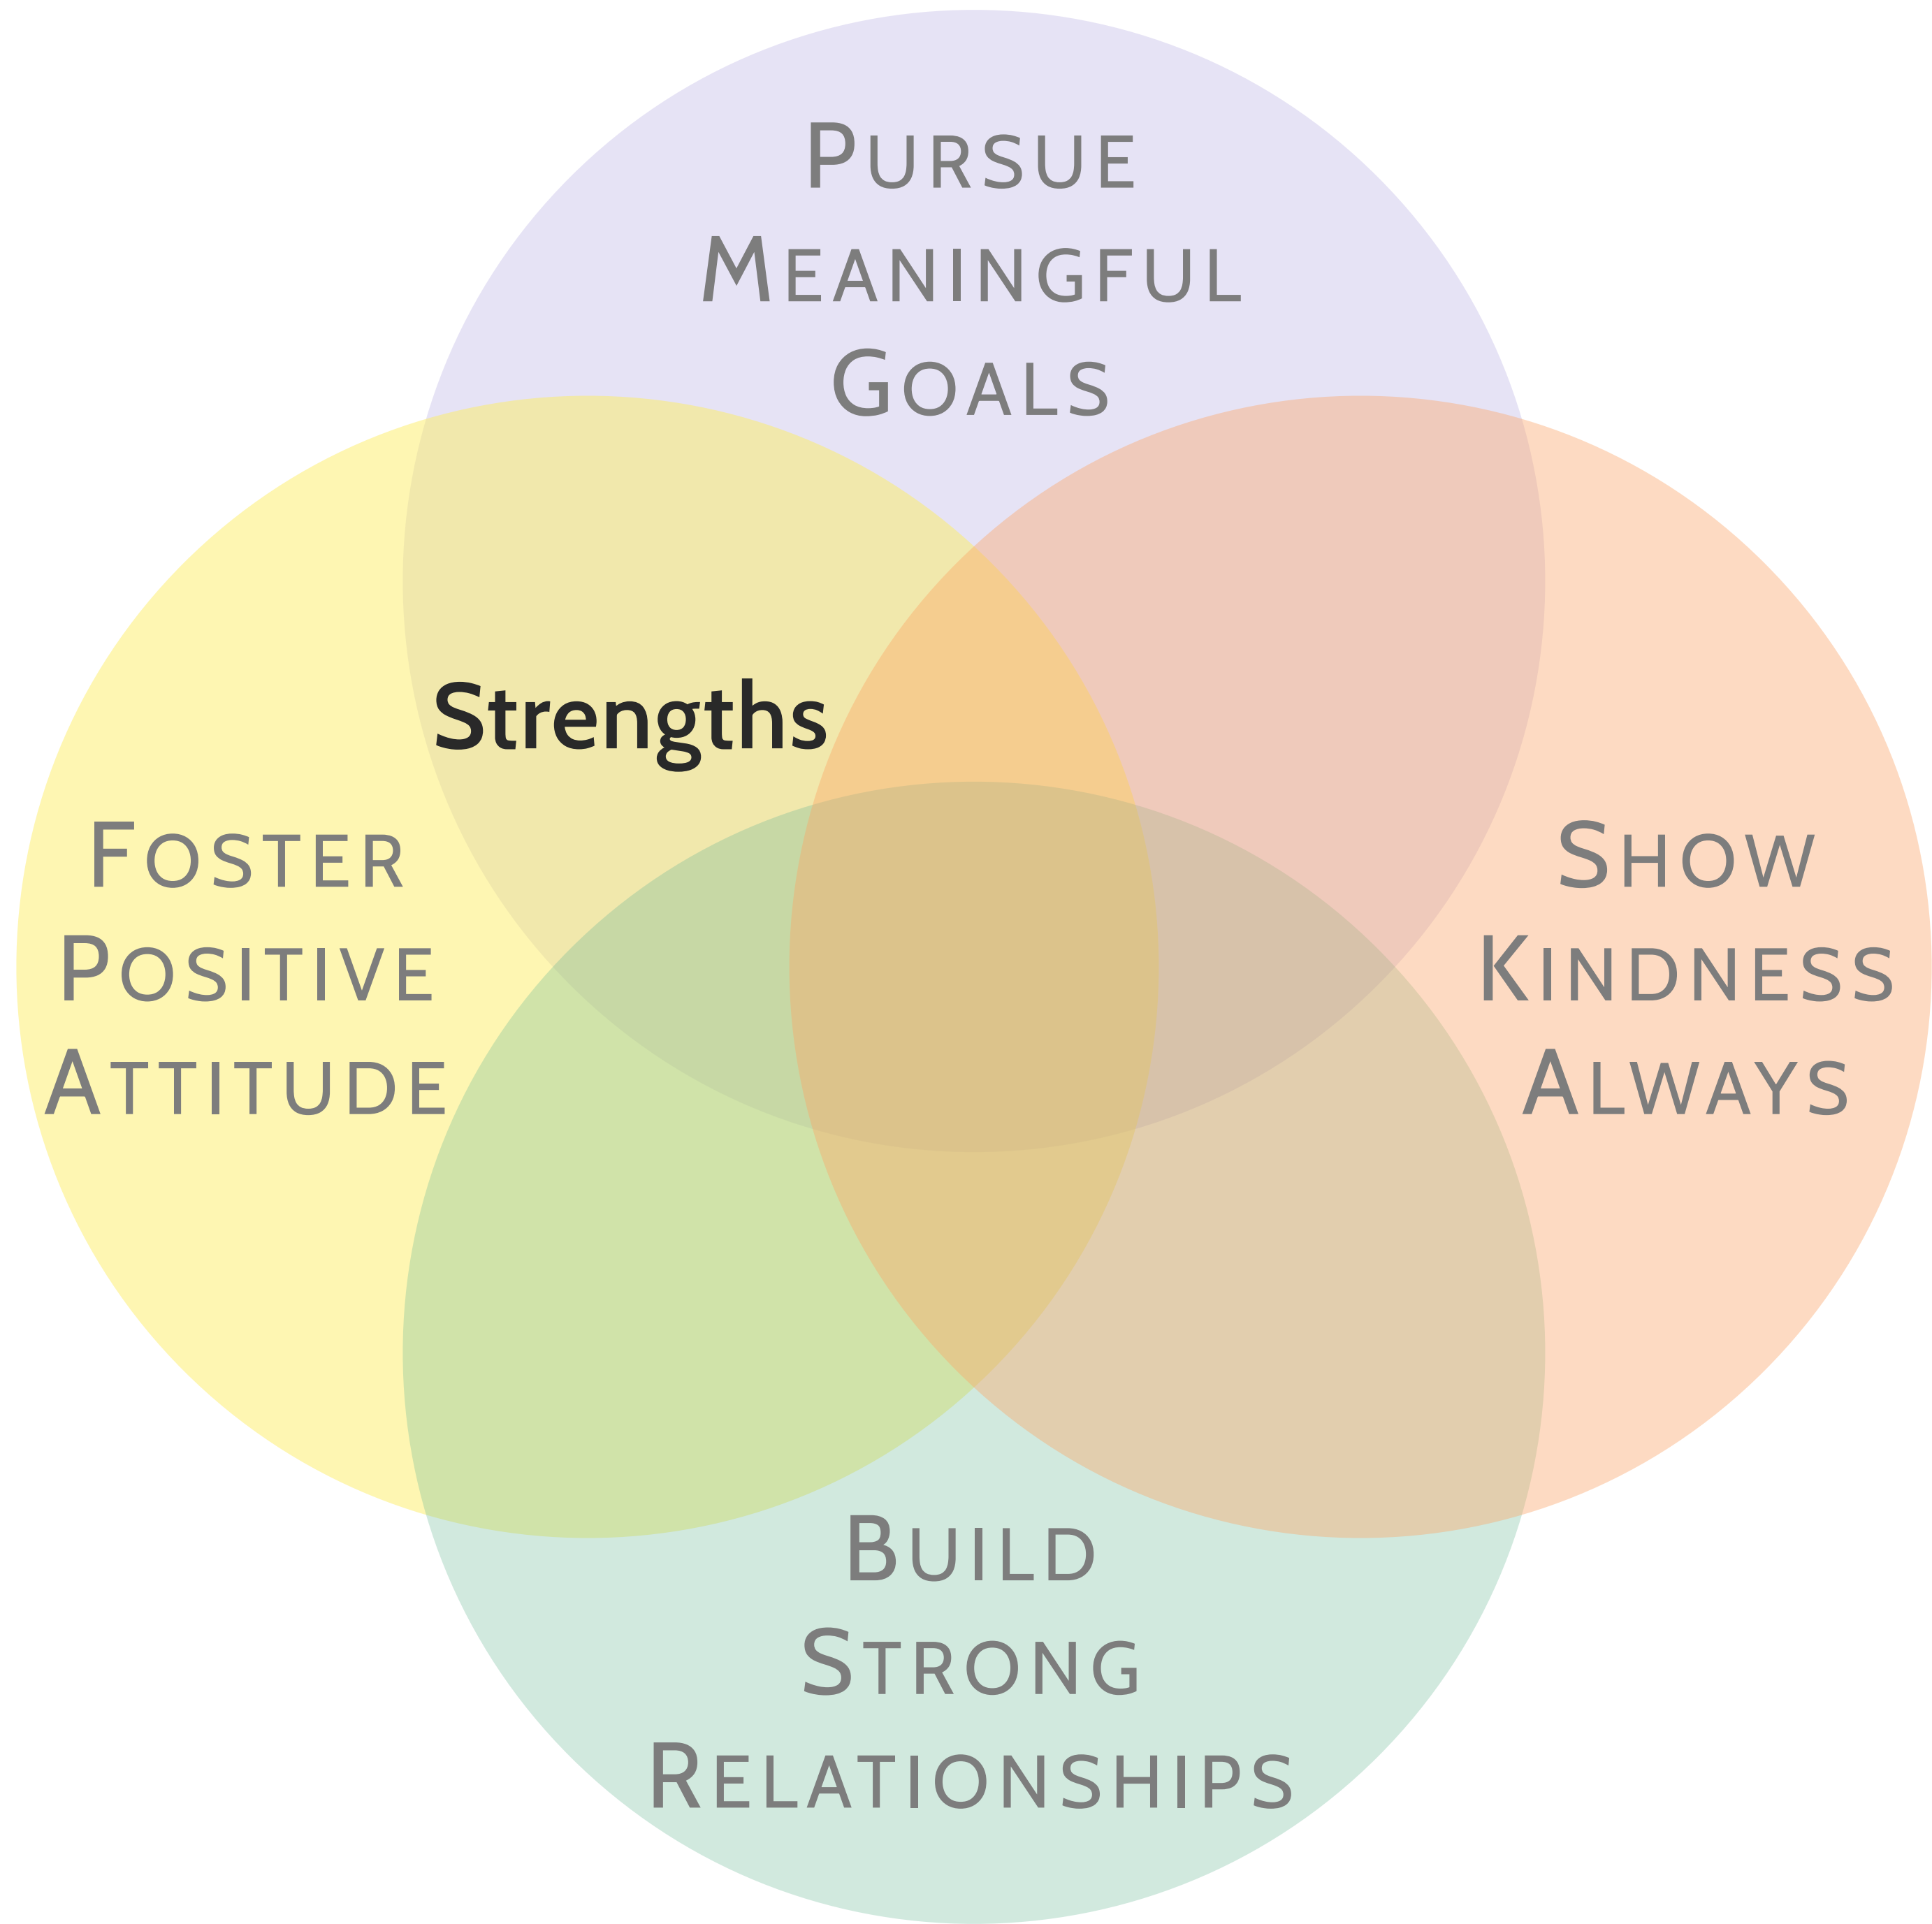 Pursue
Meaningful
Goals
Strengths
Foster
Positive
Attitude
Show
Kindness
Always
Build
Strong
Relationships